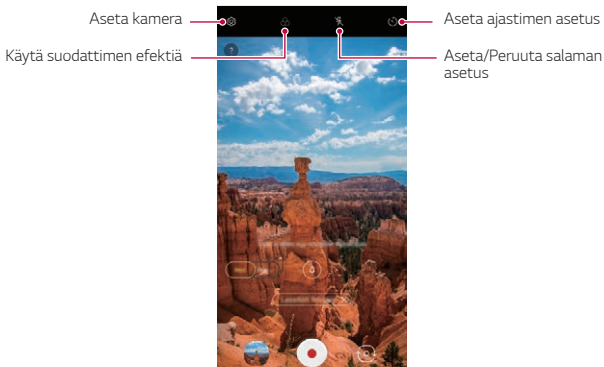 Aseta kamera
Käytä suodattimen efektiä
Aseta ajastimen asetus
Aseta/Peruuta salaman
asetus
?